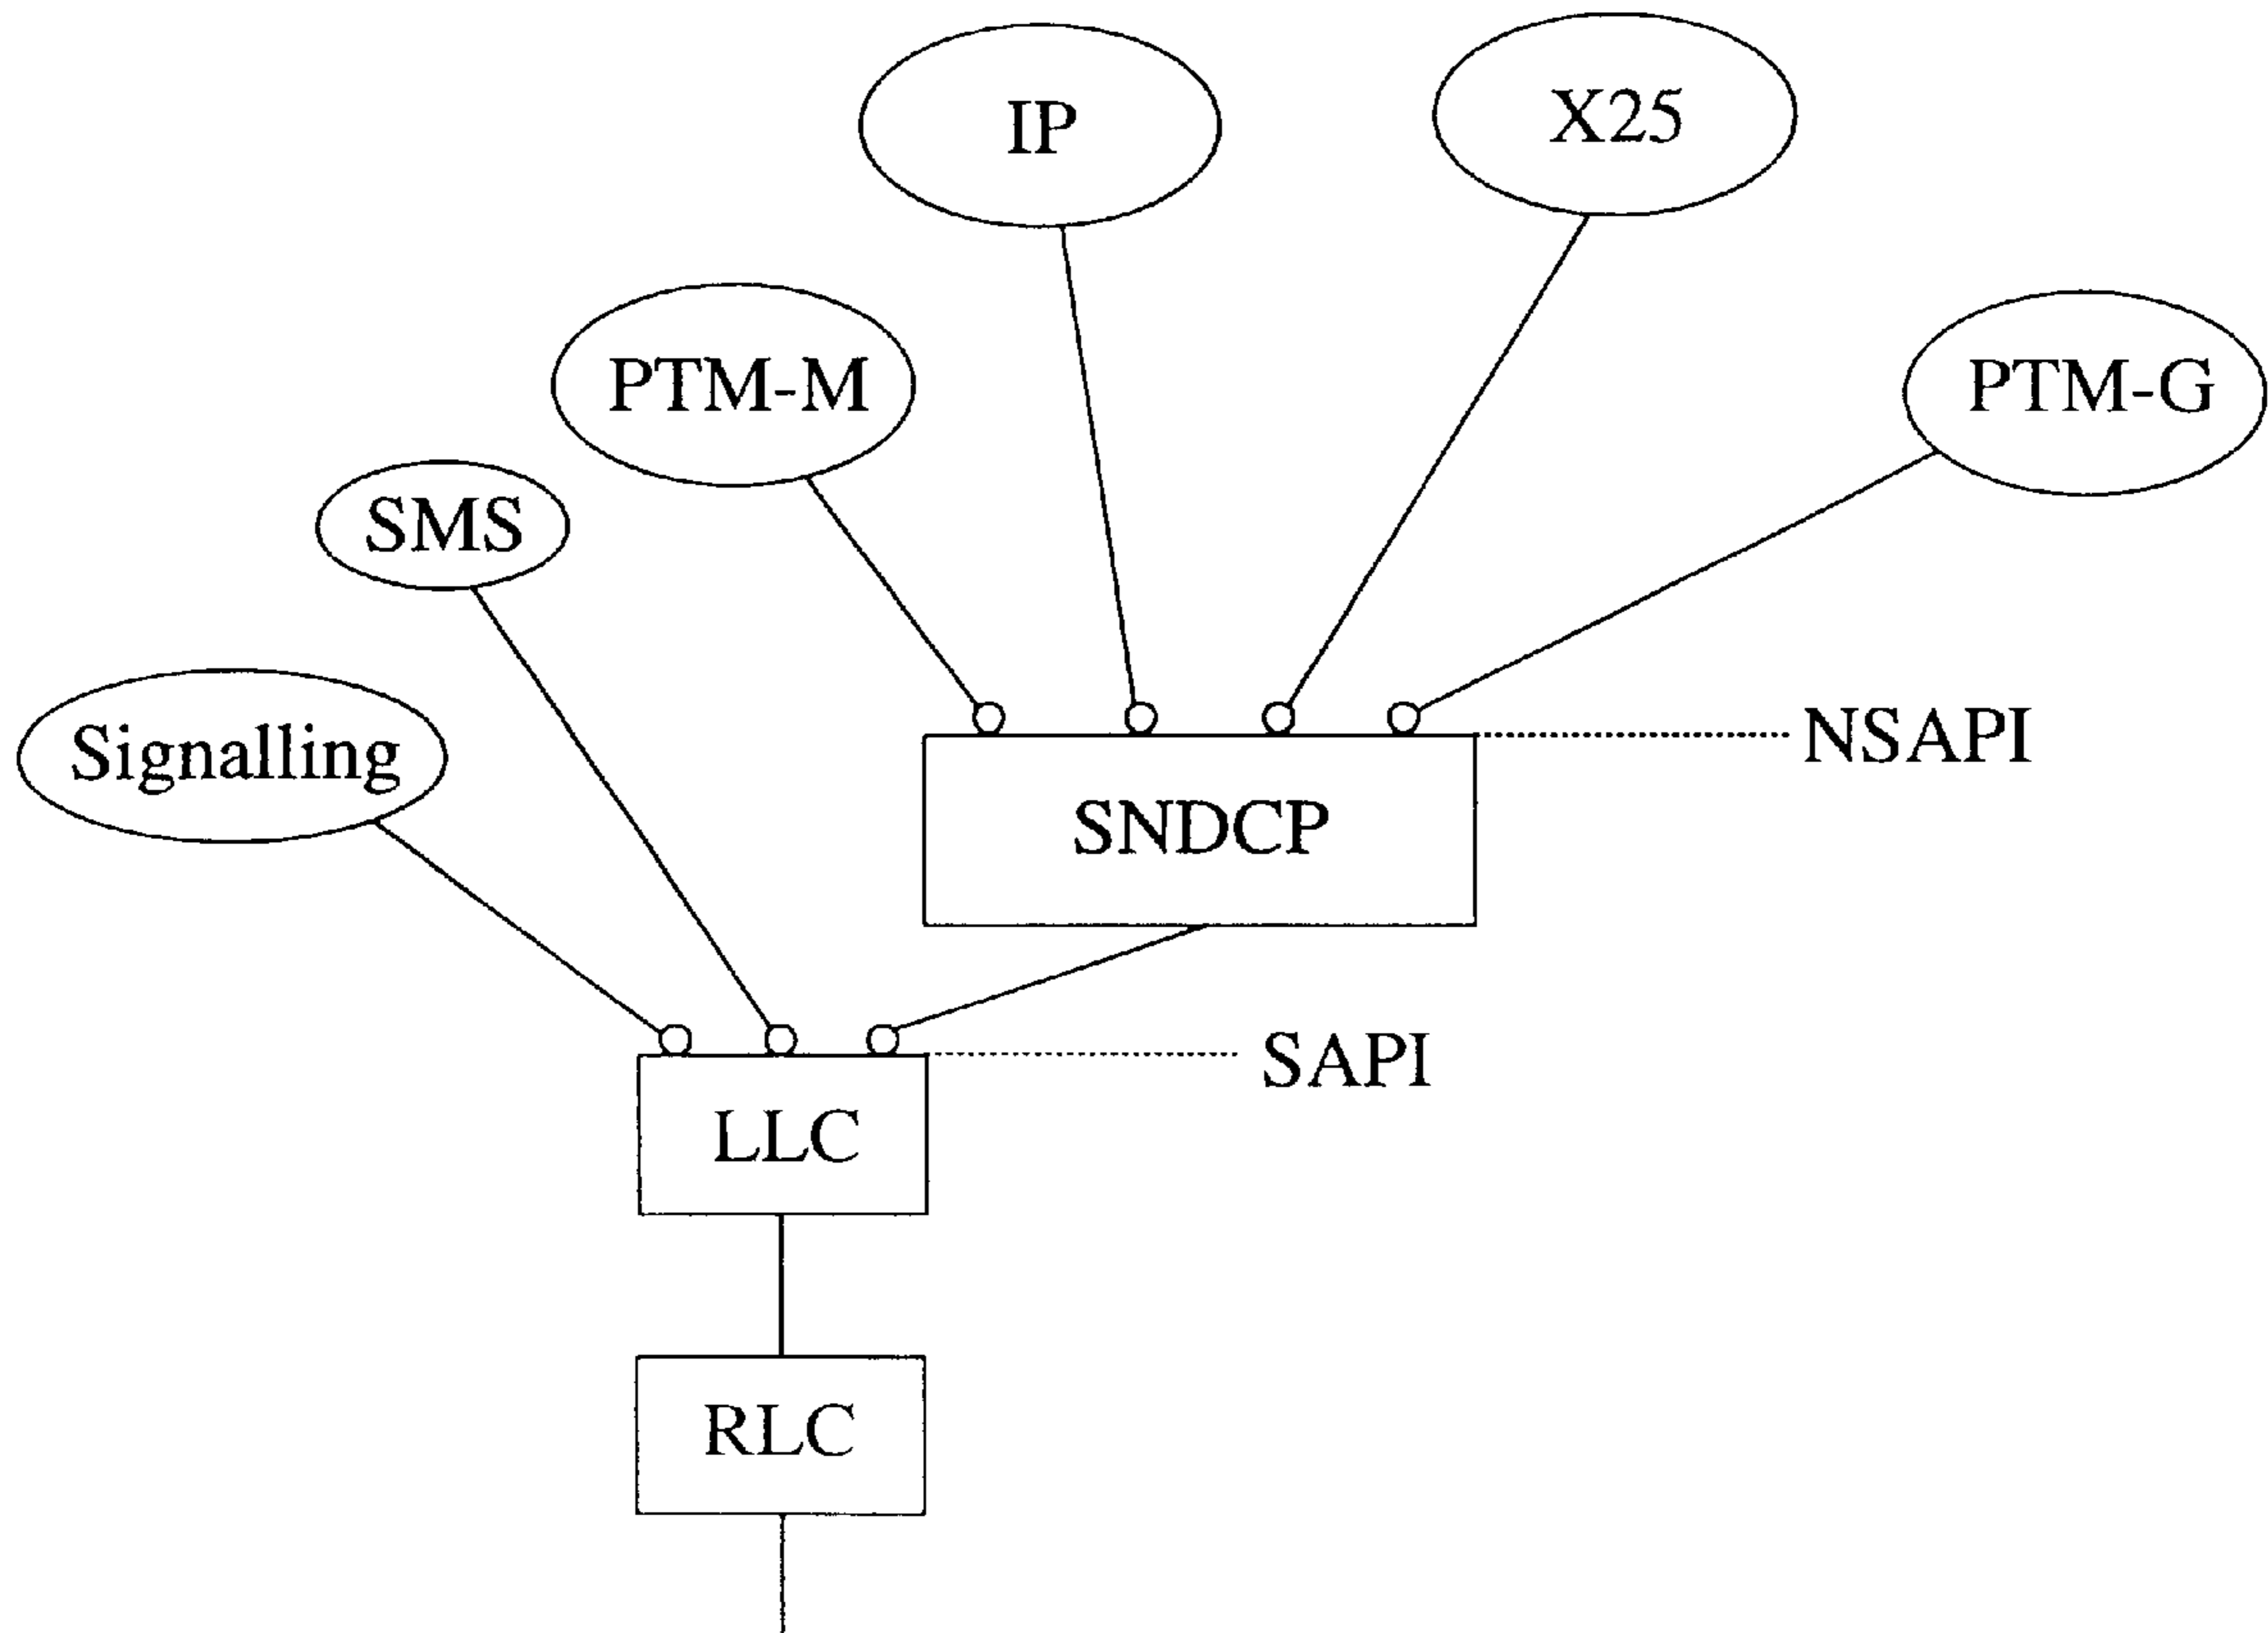 IP
X25
PTM-M
PTM-G
SMS
Signalling
NSAPI
SNDCP
SAPI
LLC
RLC